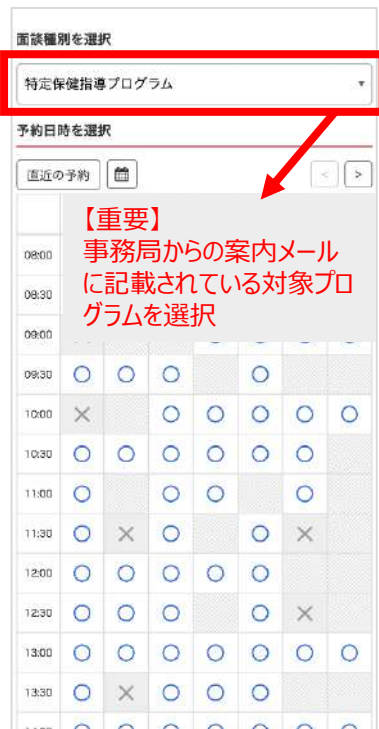 面談種別を選択
特定保健指導プログラム
予約日時を選択
直近の予約
< >
【重要】
事務局からの案内メール
に記載されている対象プロ
グラムを選択
08:00
08:30
09:00
09:30 ○ ○ ○ ○
10:00 × ○ ○ ○ ○ ○
10:30 ○ ○ ○ ○ ○ ○
11:00 ○ ○ ○ ○
11:30 ○ × ○ ○ ×
12:00 ○ ○ ○ ○ ○
12:30 ○ ○ ○ ○ ×
13:00 ○ ○ ○ ○ ○ ○ ○
13:30 ○ × ○ ○ ○